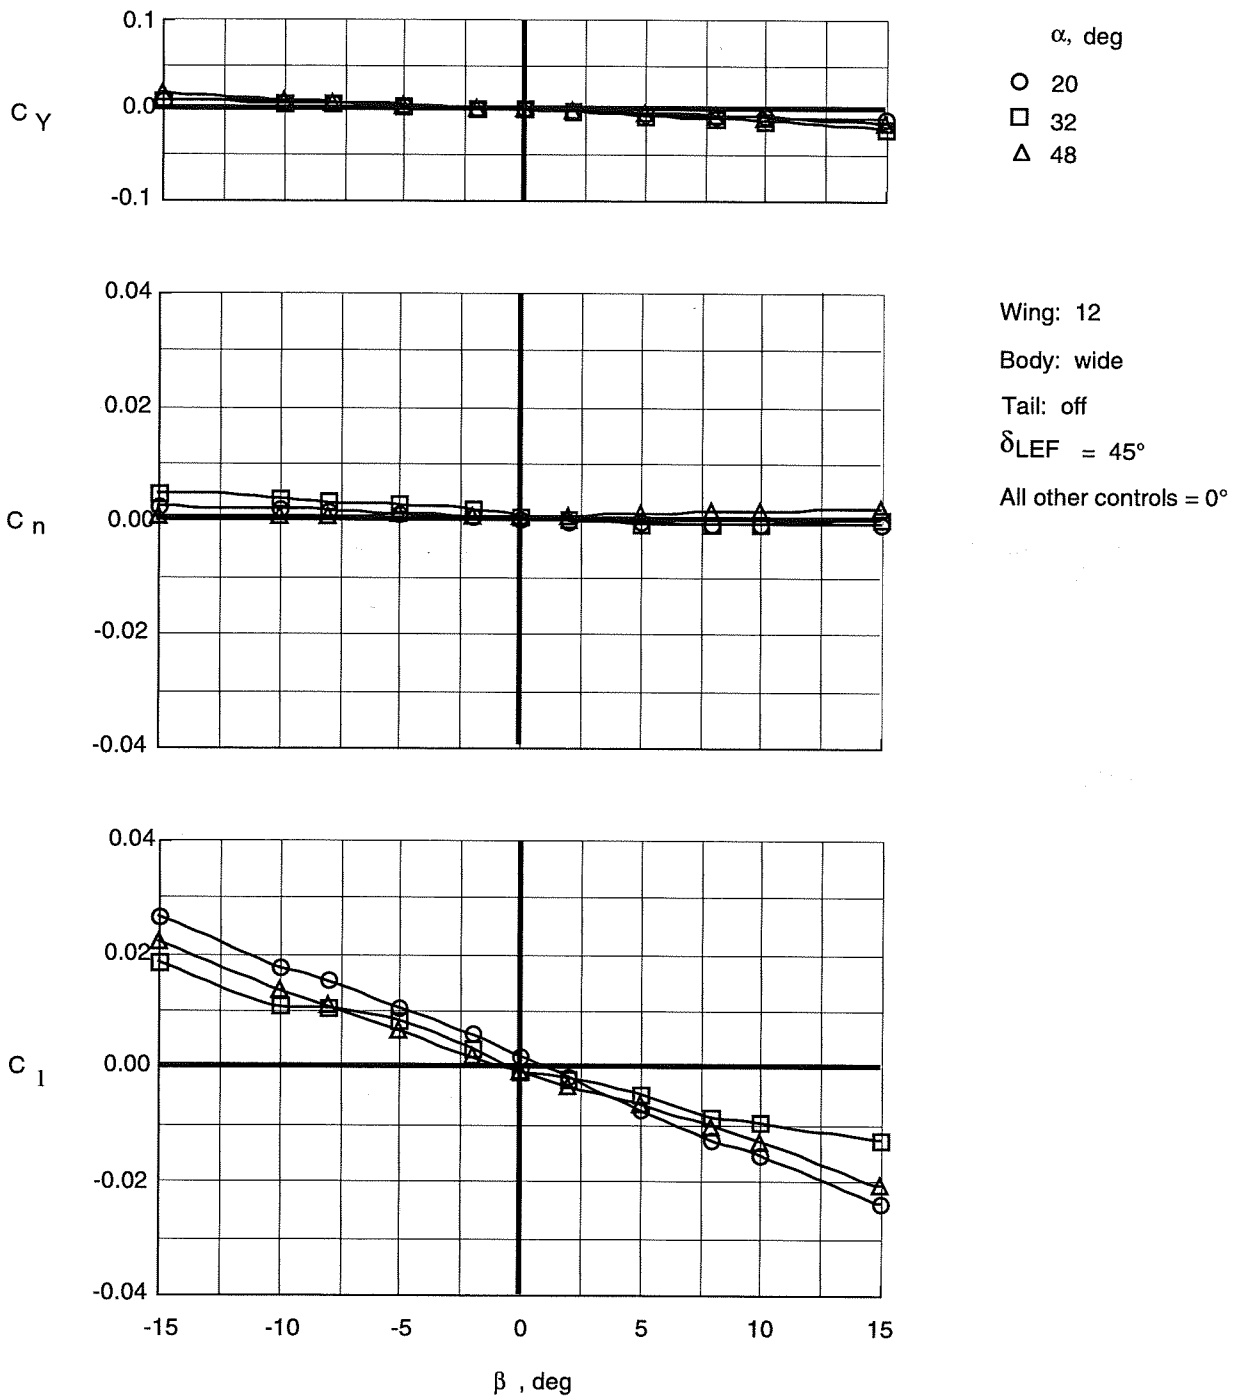 0.1
C Y
0.0
-0.1
α, deg
20
32
48
0.04
0.02
C n
0.00
-0.02
-0.04
Wing: 12
Body: wide
Tail: off
δLEF = 45°
All other controls = 0°
0.04
0.02
C l
0.00
-0.02
-0.04
-15 -10 -5 0 5 10 15
β , deg